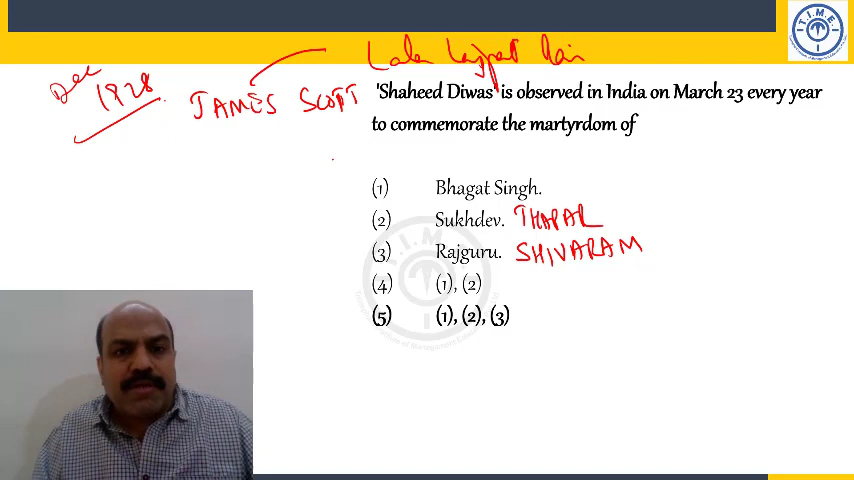 T.I.M.E.
Lala Lajpat Rai
Dec 1928
JAMES SCOTT
'Shaheed Diwas' is observed in India on March 23 every year
to commemorate the martyrdom of
(1) Bhagat Singh.
(2) Sukhdev. THAPAR
(3) Rajguru. SHIVARAM
(4) (1), (2)
(5) (1), (2), (3)